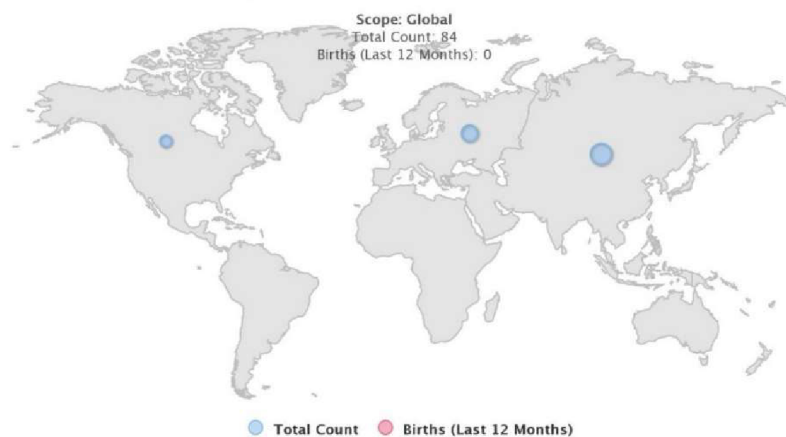 Scope: Global
Total Count: 84
Births (Last 12 Months): 0
Total Count Births (Last 12 Months)